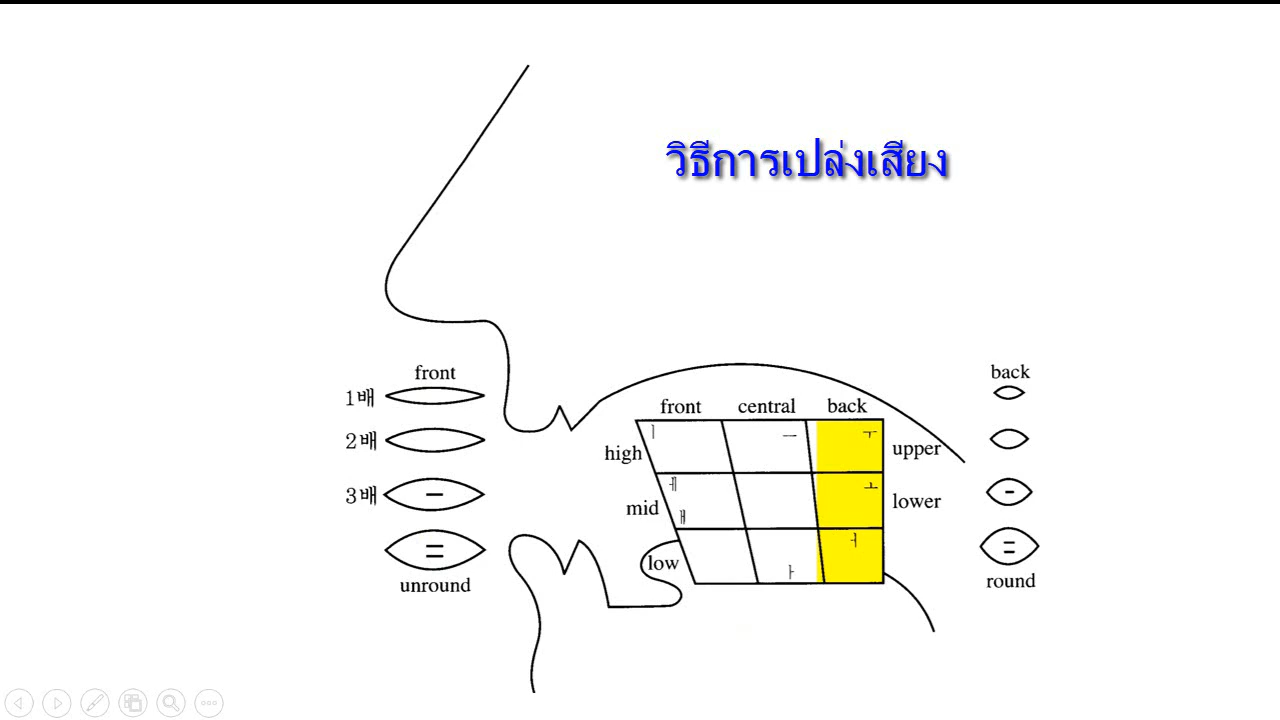 วิธีการเปล่งเสียง
front
back
1배
2배
3배
unround
front central back
high
mid
low
ㅣ ㅡ ㅜ
ㅔ ㅗ
ㅐ
ㅓ
ㅏ
upper
lower
round